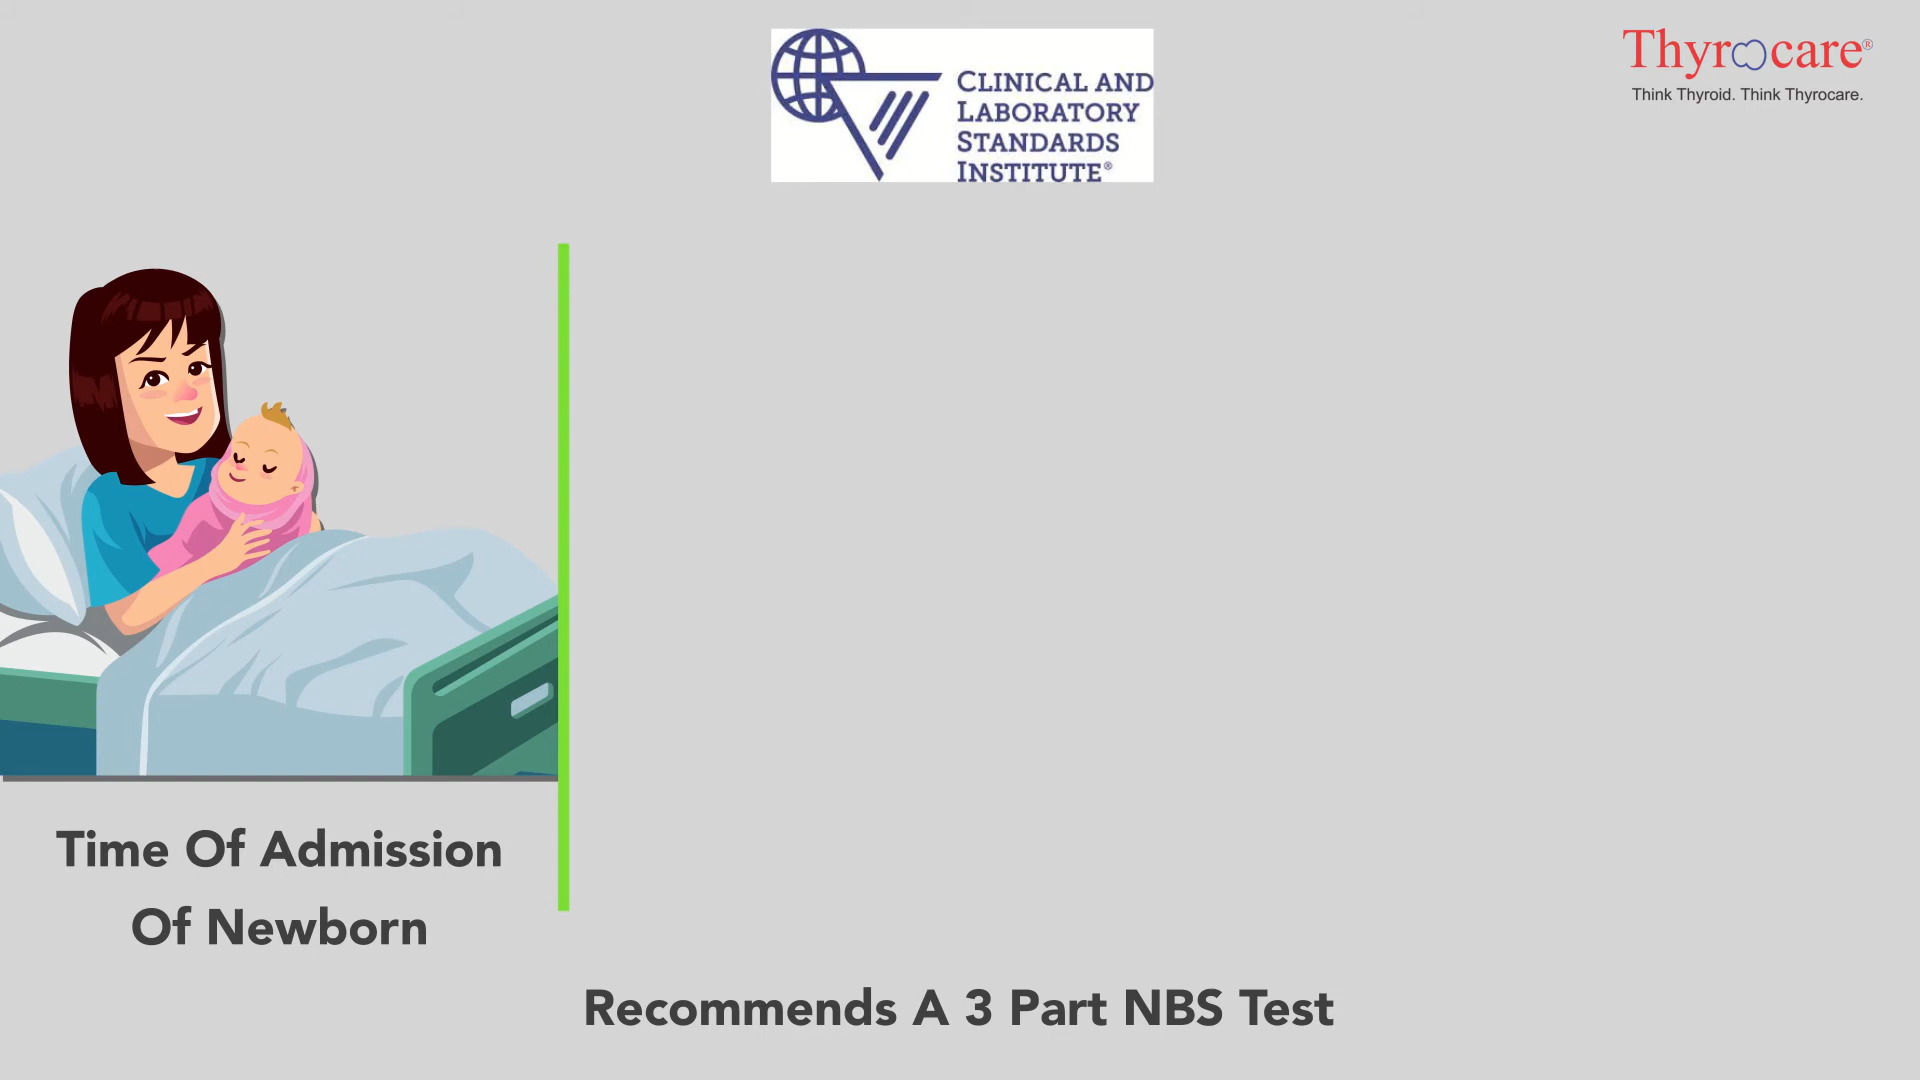 CLINICAL AND
LABORATORY
STANDARDS
INSTITUTE®
Thyrocare®
Think Thyroid. Think Thyrocare.
Time Of Admission
Of Newborn
Recommends A 3 Part NBS Test